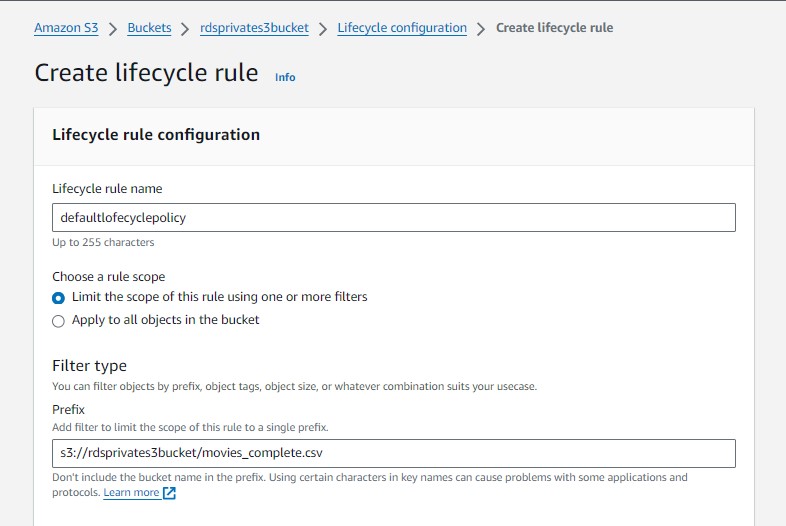 Amazon S3 > Buckets > rdsprivates3bucket > Lifecycle configuration > Create lifecycle rule
Create lifecycle rule Info
Lifecycle rule configuration
Lifecycle rule name
defaultlofecyclepolicy
Up to 255 characters
Choose a rule scope
Limit the scope of this rule using one or more filters
Apply to all objects in the bucket
Filter type
You can filter objects by prefix, object tags, object size, or whatever combination suits your usecase.
Prefix
Add filter to limit the scope of this rule to a single prefix.
s3://rdsprivates3bucket/movies_complete.csv
Don't include the bucket name in the prefix. Using certain characters in key names can cause problems with some applications and
protocols. Learn more